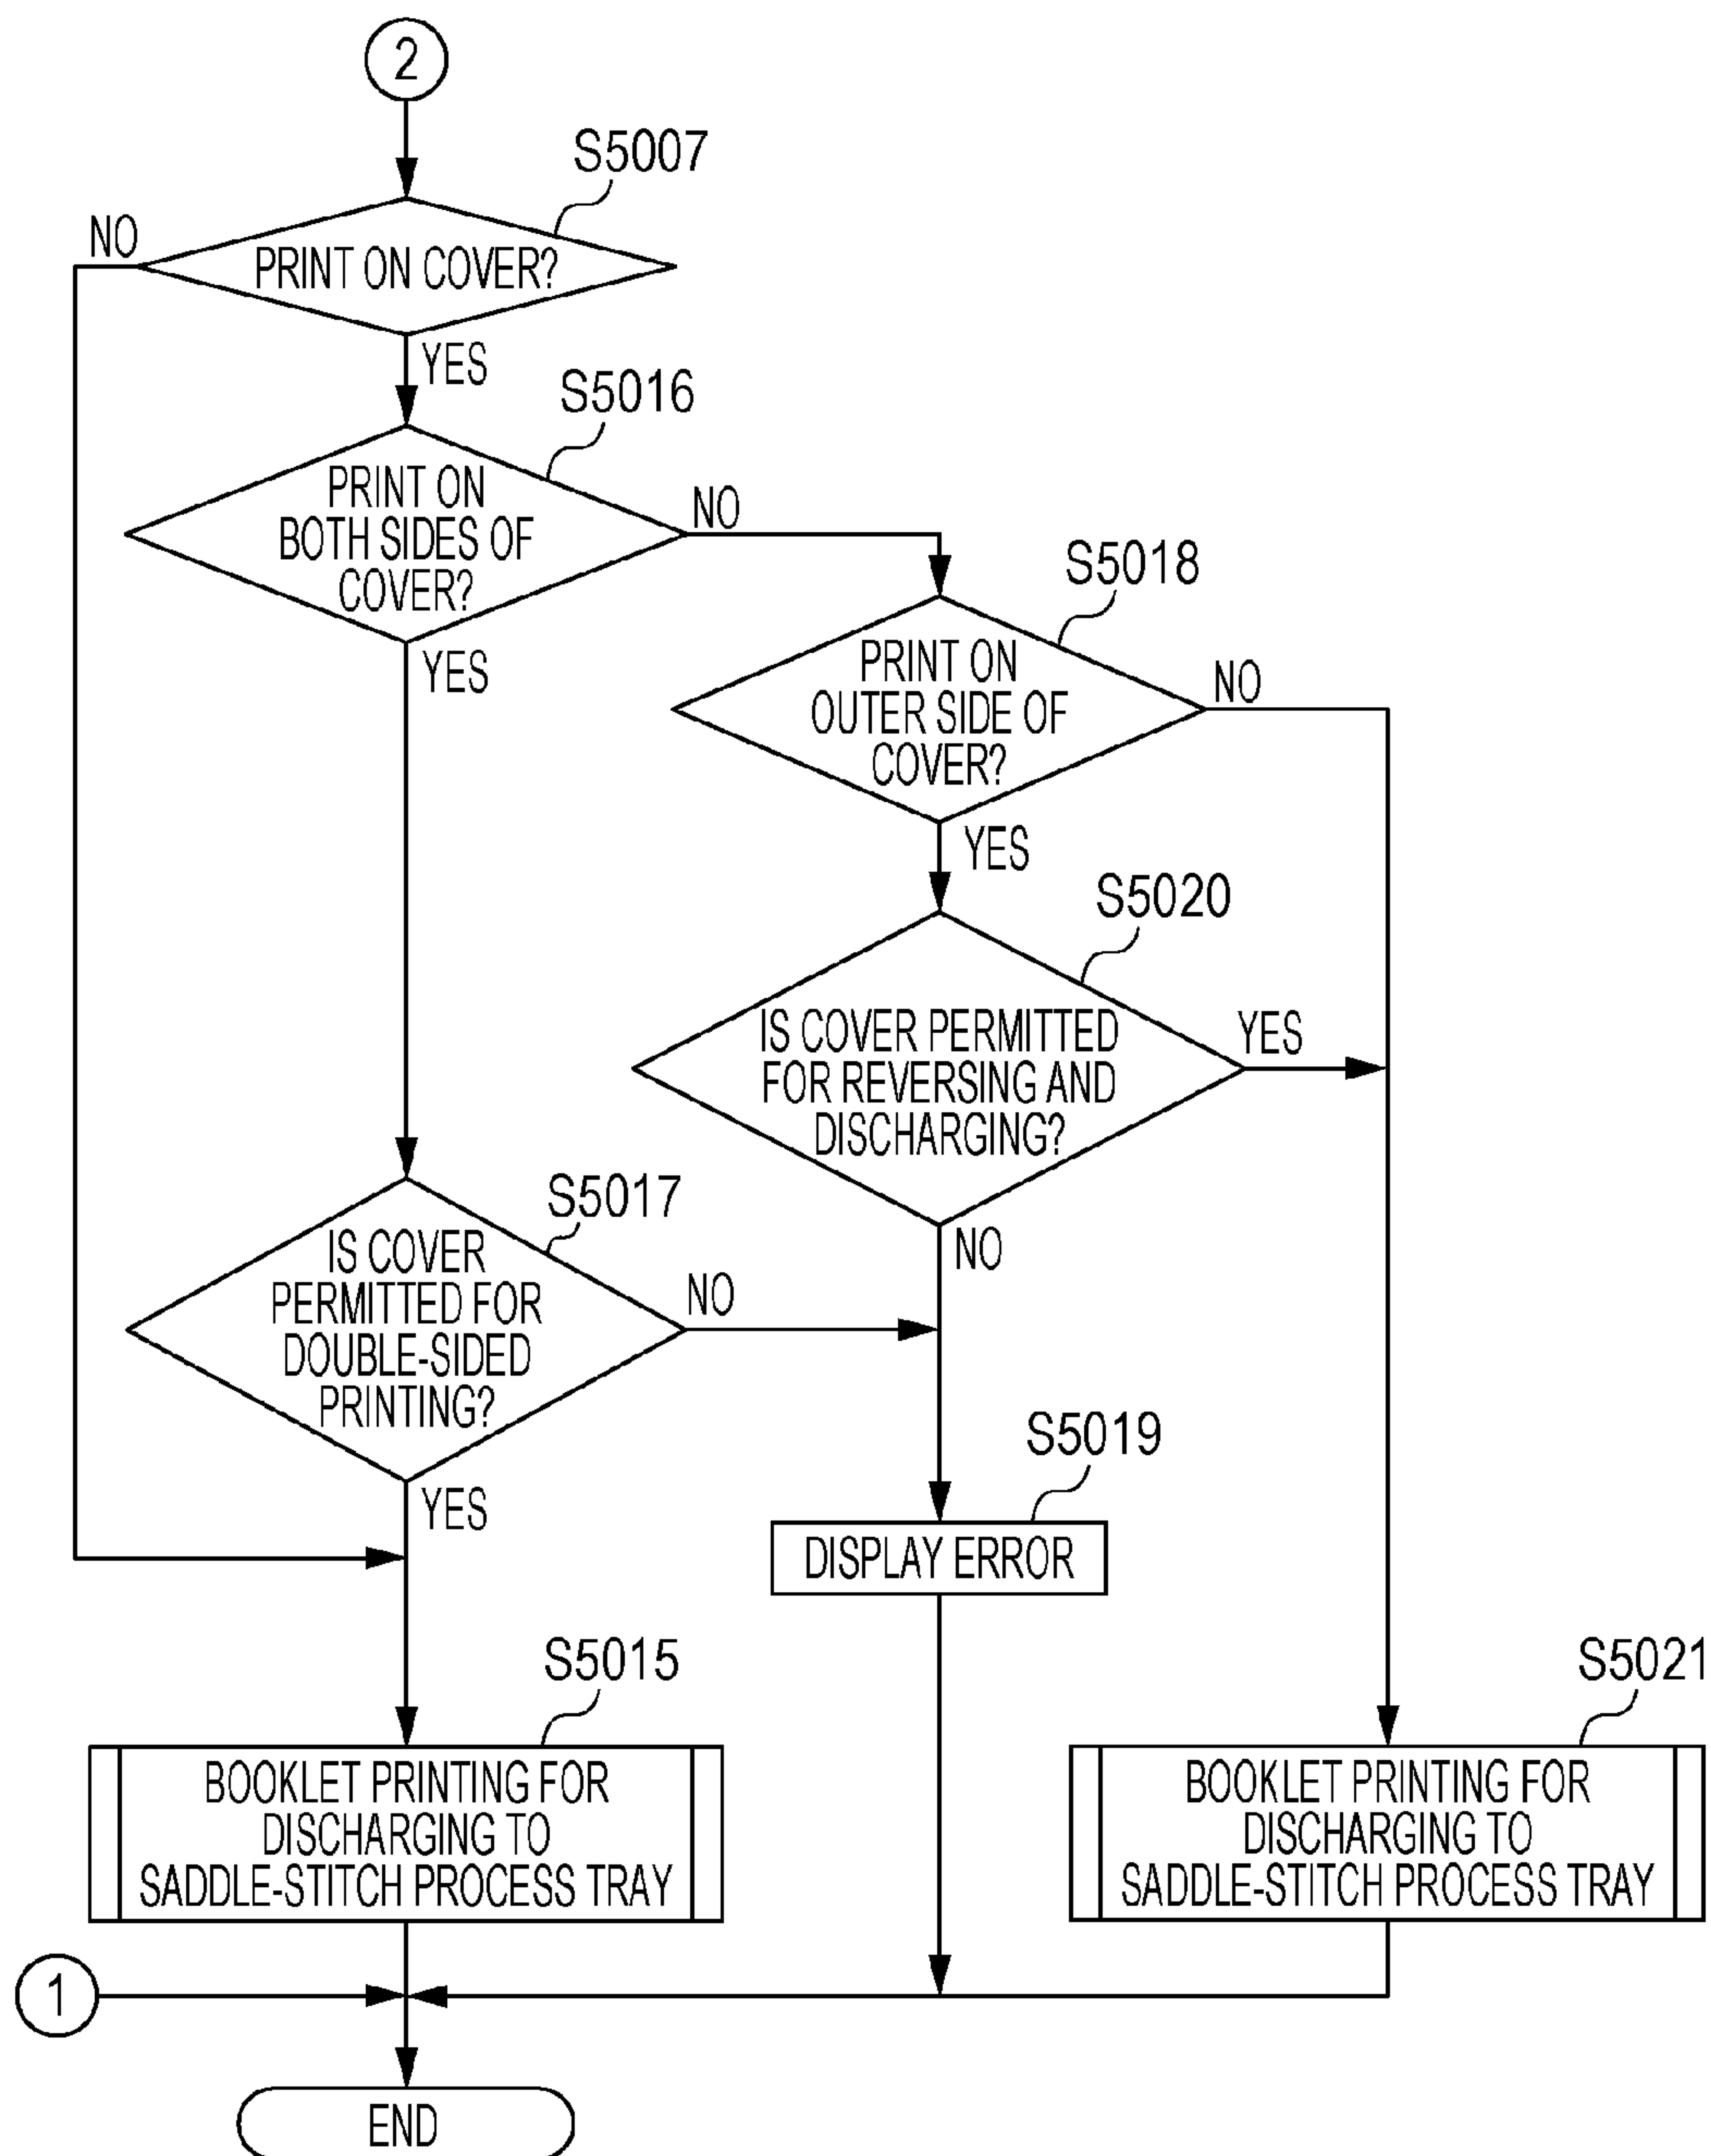 2
S5007
NO
PRINT ON COVER?
YES
S5016
PRINT ON
BOTH SIDES OF
COVER?
NO
YES
S5018
PRINT ON
OUTER SIDE OF
COVER?
NO
YES
S5020
IS COVER PERMITTED
FOR REVERSING AND
DISCHARGING?
YES
NO
S5017
IS COVER
PERMITTED FOR
DOUBLE-SIDED
PRINTING?
NO
YES
S5019
DISPLAY ERROR
S5015
BOOKLET PRINTING FOR
DISCHARGING TO
SADDLE-STITCH PROCESS TRAY
S5021
BOOKLET PRINTING FOR
DISCHARGING TO
SADDLE-STITCH PROCESS TRAY
1
END